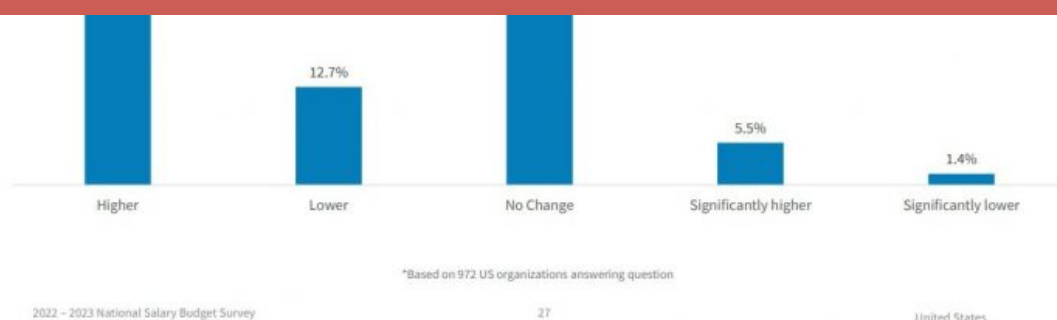 12.7%
5.5%
1.4%
Higher Lower No Change Significantly higher Significantly lower
*Based on 972 US organizations answering question
2022 – 2023 National Salary Budget Survey 27 United States